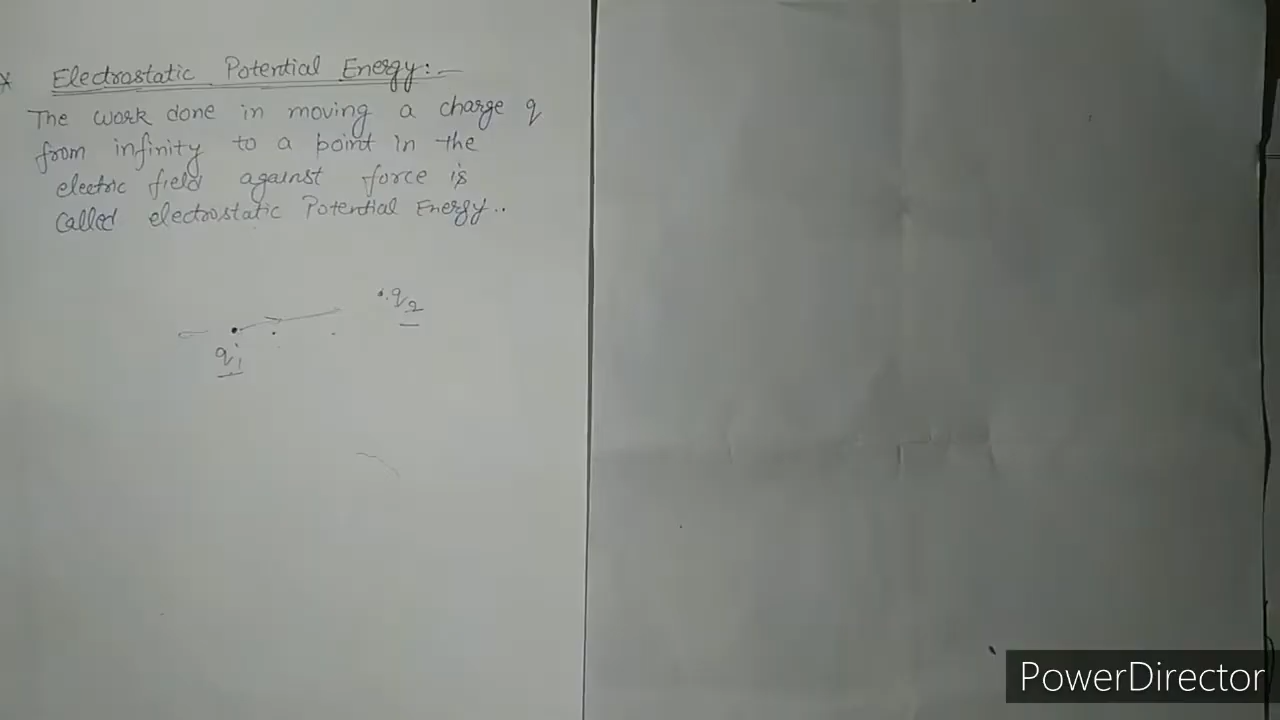 * Electrostatic Potential Energy:-
The work done in moving a charge q
from infinity to a point in the
electric field against force is
called electrostatic Potential Energy..
q2
q1
PowerDirector